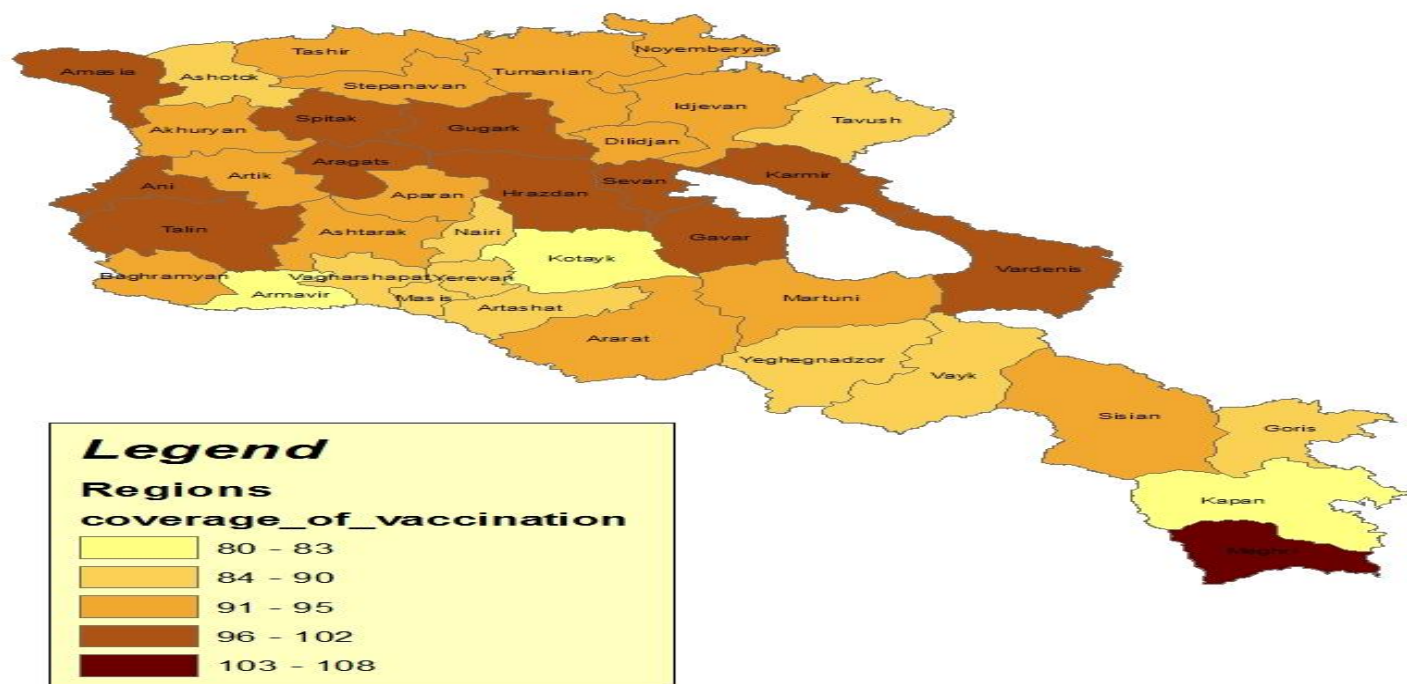 Noyemberyan
Tashir
Amasia
Ashotok
Tumanian
Stepanavan
Idjevan
Spitak
Tavush
Akhuryan
Gugark
Dilidjan
Aragats
Artik
Ani
Aparan
Hrazdan
Sevan
Karmir
Talin
Ashtarak
Nairi
Gavar
Kotayk
Vardenis
Baghramyan
Vagharshapat
Yerevan
Armavir
Masis
Artashat
Martuni
Ararat
Yeghegnadzor
Vayk
Sisian
Goris
Kapan
Legend
Regions
coverage_of_vaccination
80 - 83
84 - 90
91 - 95
96 - 102
103 - 108